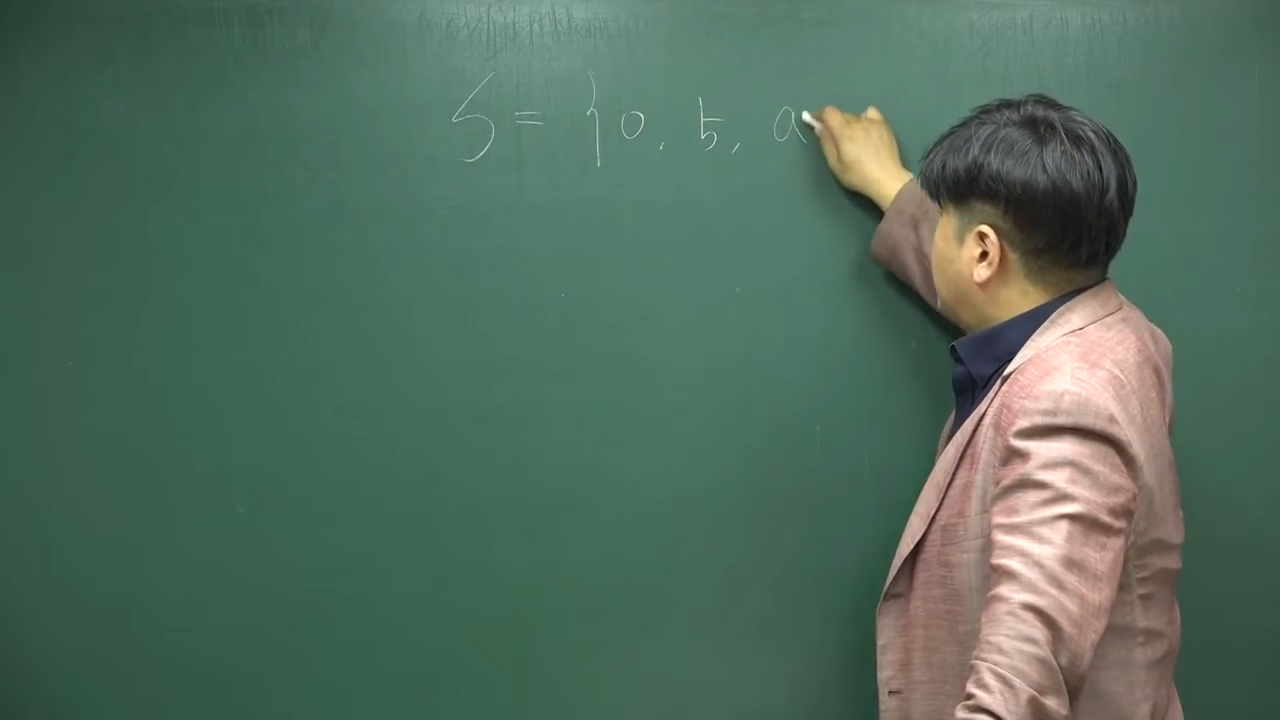 S = {0, 5, a